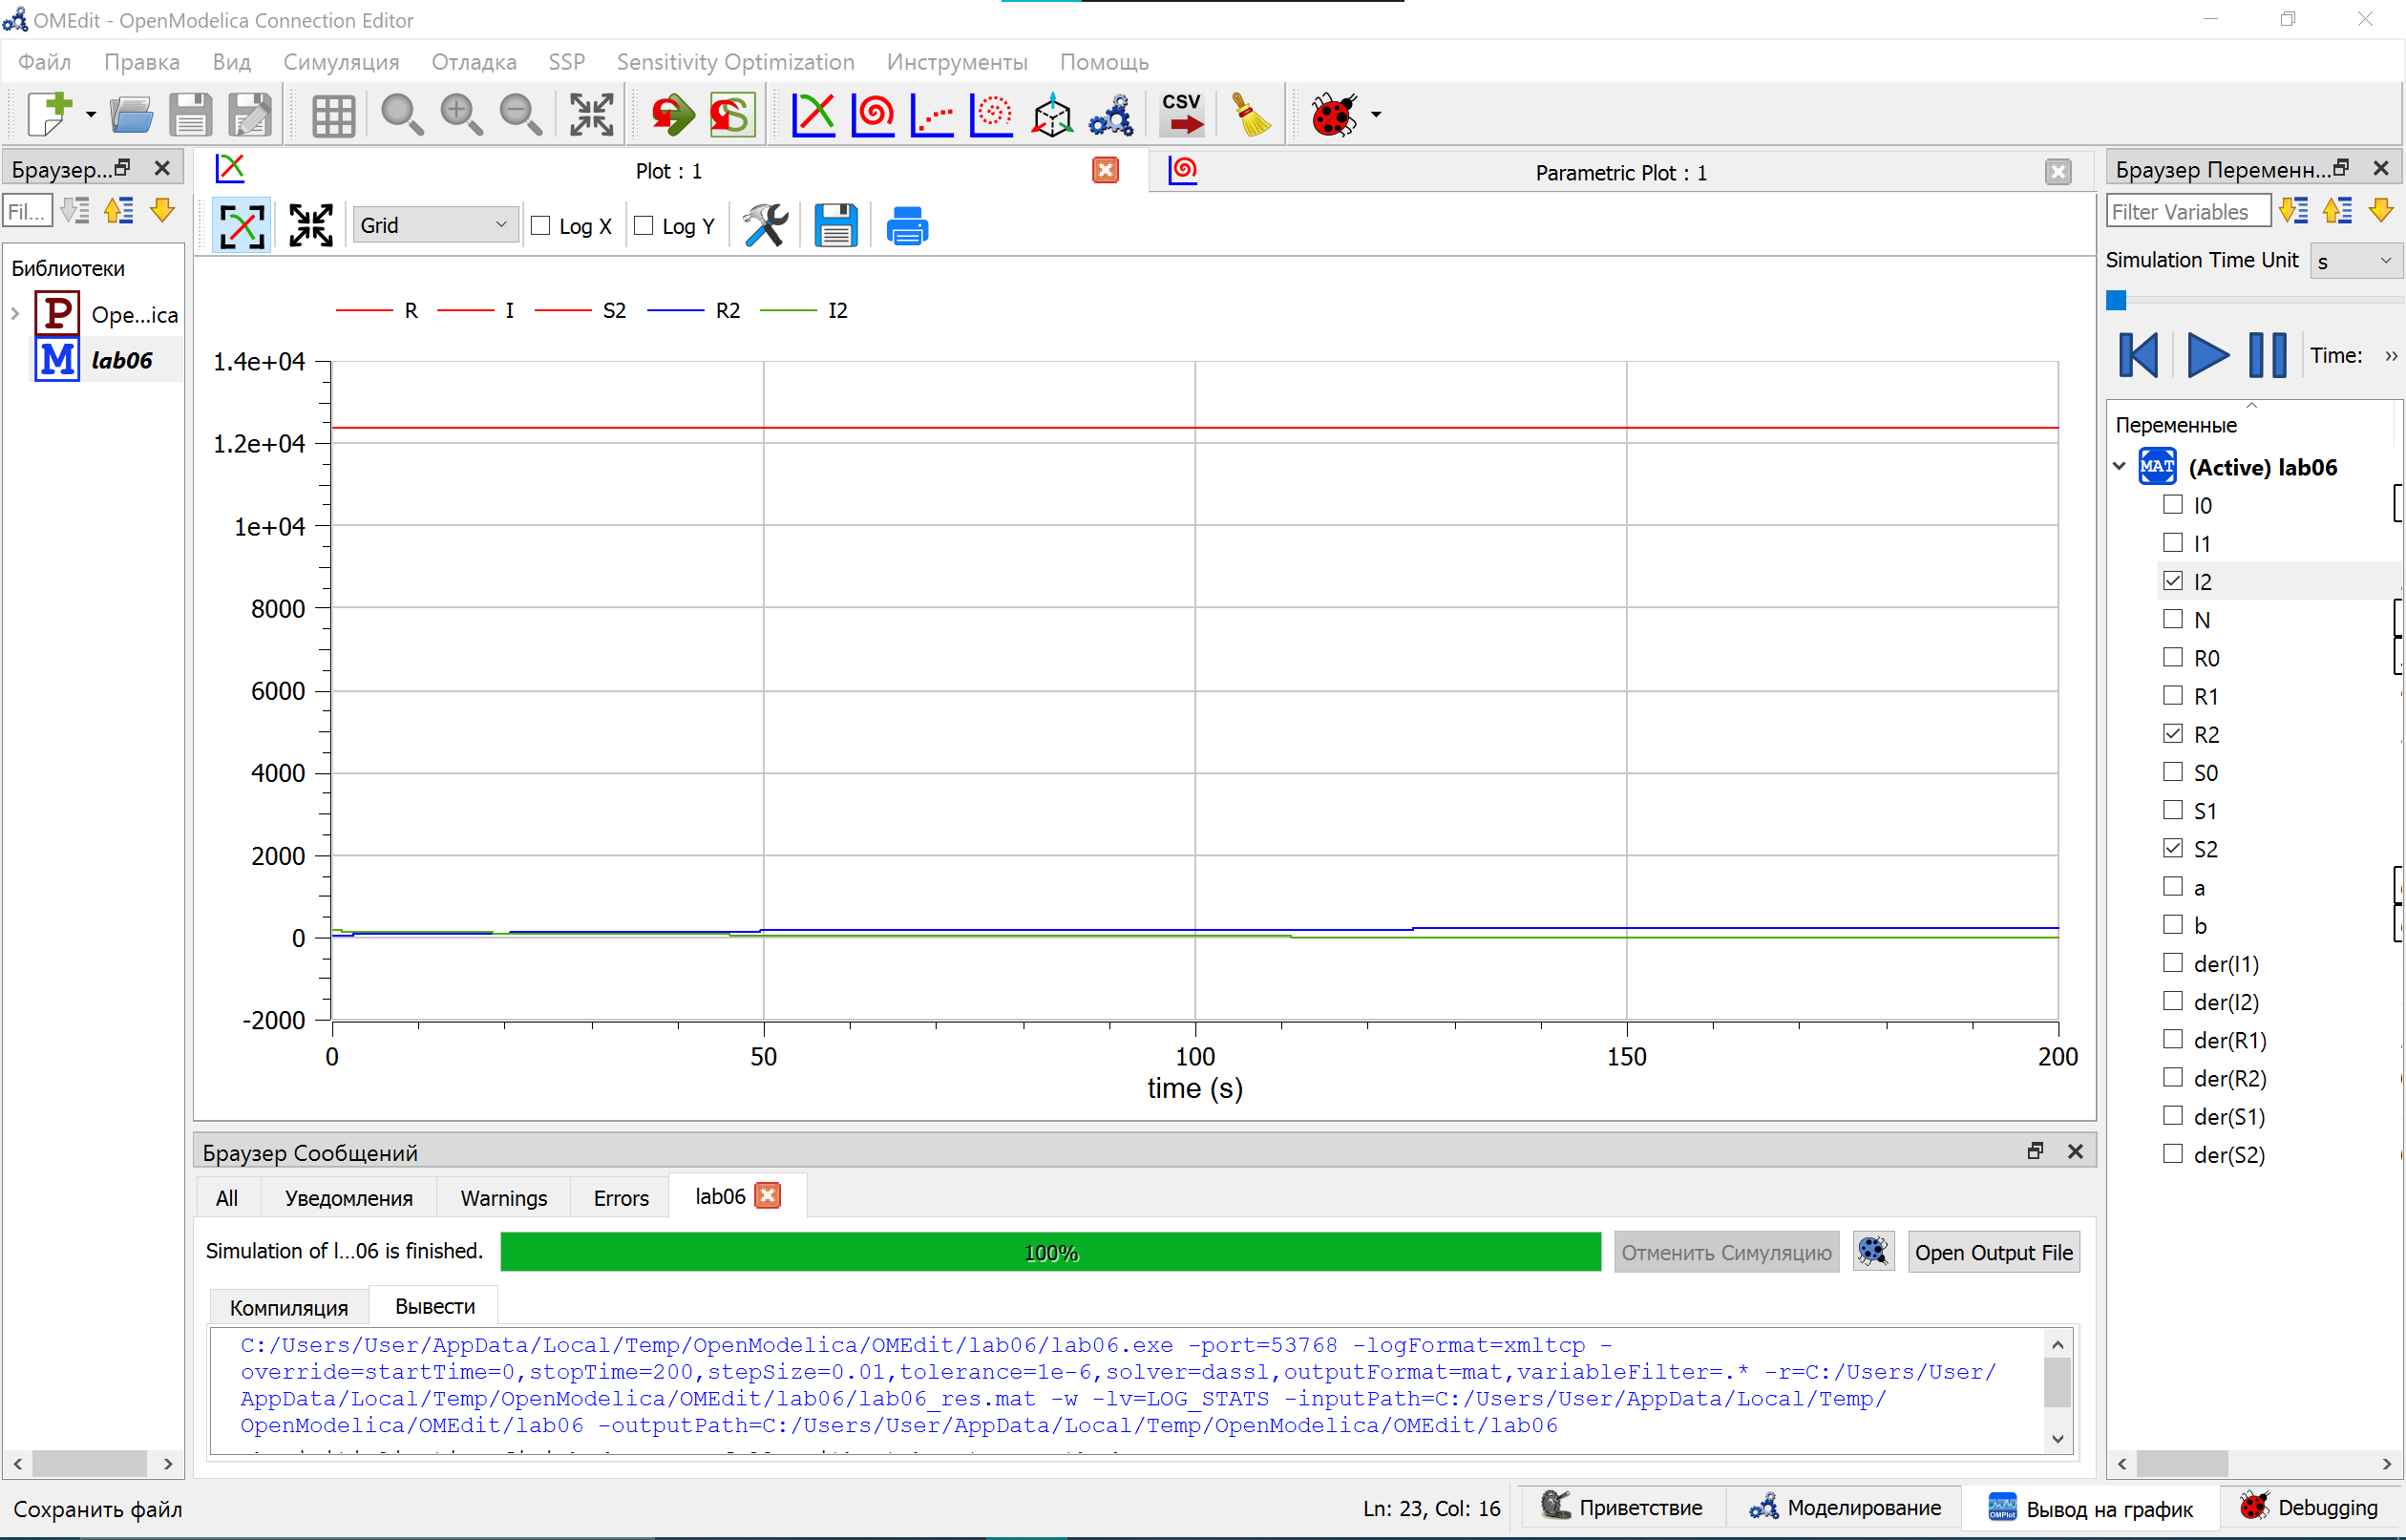 OMEdit - OpenModelica Connection Editor
Файл Правка Вид Симуляция Отладка SSP Sensitivity Optimization Инструменты Помощь
CSV
Браузер...
Plot : 1
Parametric Plot : 1
Браузер Переменн...
Fil...
Grid
Log X
Log Y
Filter Variables
Библиотеки
Simulation Time Unit
s
P Ope...ica
M lab06
R I S2 R2 I2
Time: »
1.4e+04
1.2e+04
1e+04
8000
6000
4000
2000
0
-2000
0 50 100 150 200
time (s)
Переменные
MAT (Active) lab06
I0
I1
I2
N
R0
R1
R2
S0
S1
S2
a
b
der(I1)
der(I2)
der(R1)
der(R2)
der(S1)
der(S2)
Браузер Сообщений
All Уведомления Warnings Errors lab06
Simulation of l...06 is finished.
100%
Отменить Симуляцию
Open Output File
Компиляция Вывести
C:/Users/User/AppData/Local/Temp/OpenModelica/OMEdit/lab06/lab06.exe -port=53768 -logFormat=xmltcp -
override=startTime=0,stopTime=200,stepSize=0.01,tolerance=1e-6,solver=dassl,outputFormat=mat,variableFilter=.* -r=C:/Users/User/
AppData/Local/Temp/OpenModelica/OMEdit/lab06/lab06_res.mat -w -lv=LOG_STATS -inputPath=C:/Users/User/AppData/Local/Temp/
OpenModelica/OMEdit/lab06 -outputPath=C:/Users/User/AppData/Local/Temp/OpenModelica/OMEdit/lab06
Сохранить файл
Ln: 23, Col: 16
Приветствие
Моделирование
Вывод на график
Debugging